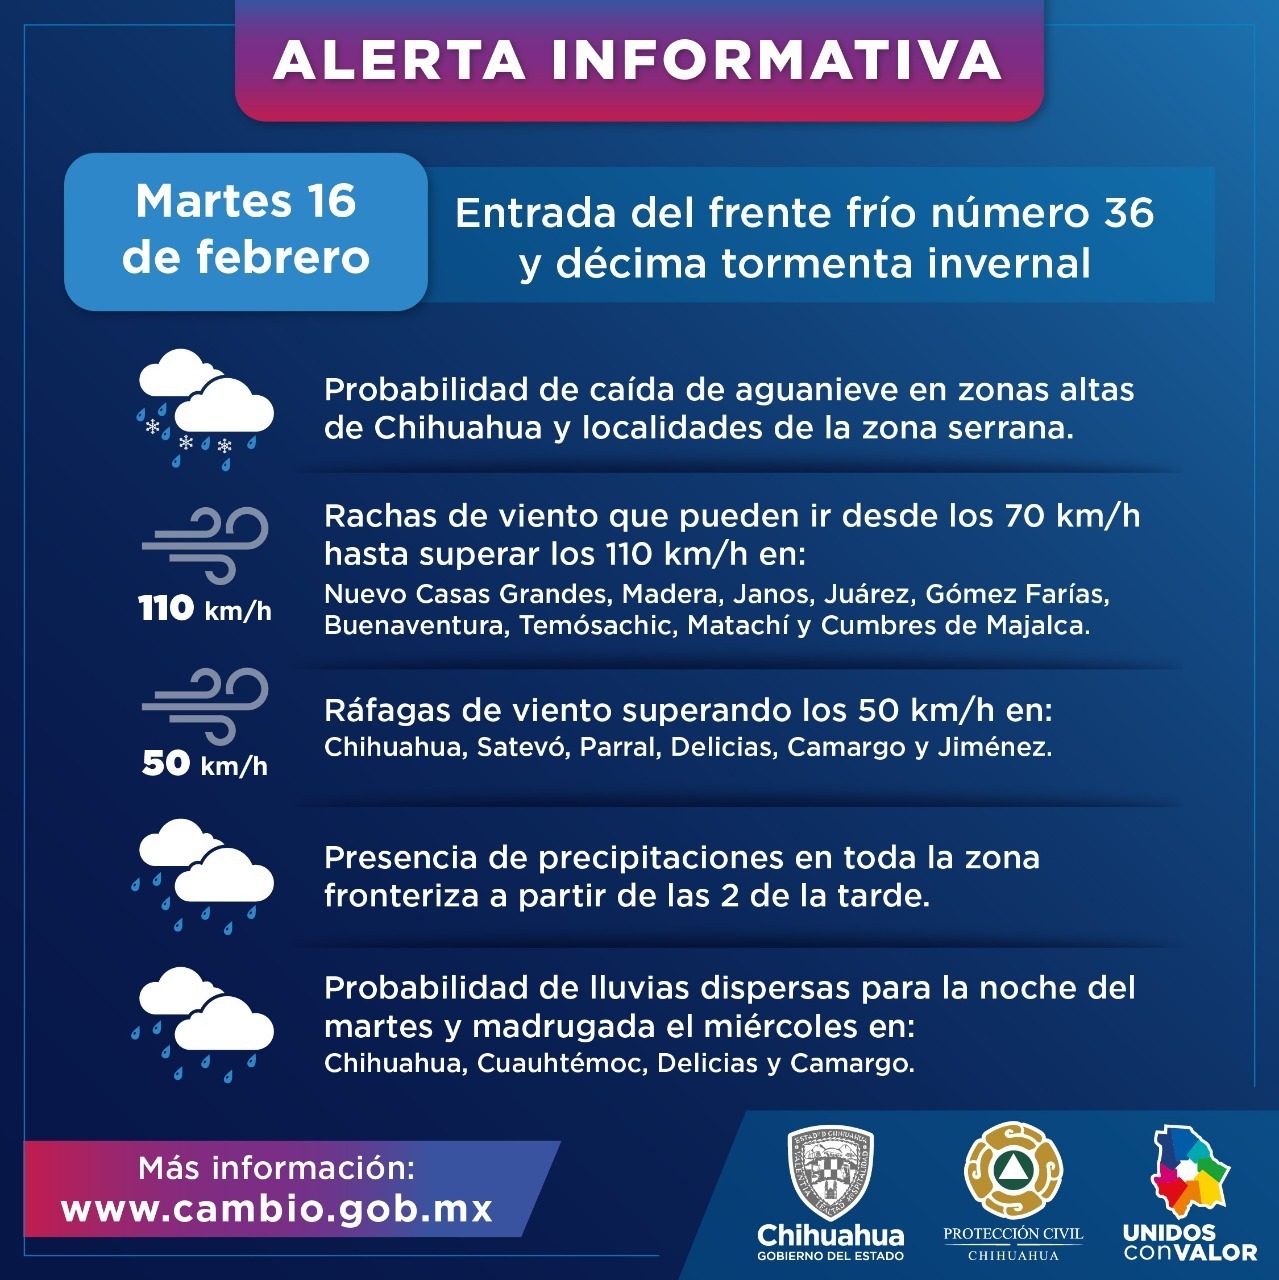 ALERTA INFORMATIVA
Martes 16
de febrero
Entrada del frente frío número 36
y décima tormenta invernal
Probabilidad de caída de aguanieve en zonas altas
de Chihuahua y localidades de la zona serrana.
110 km/h
Rachas de viento que pueden ir desde los 70 km/h
hasta superar los 110 km/h en:
Nuevo Casas Grandes, Madera, Janos, Juárez, Gómez Farías,
Buenaventura, Temósachic, Matachí y Cumbres de Majalca.
50 km/h
Ráfagas de viento superando los 50 km/h en:
Chihuahua, Satevó, Parral, Delicias, Camargo y Jiménez.
Presencia de precipitaciones en toda la zona
fronteriza a partir de las 2 de la tarde.
Probabilidad de lluvias dispersas para la noche del
martes y madrugada el miércoles en:
Chihuahua, Cuauhtémoc, Delicias y Camargo.
Más información:
www.cambio.gob.mx
ESTADO CHIHUAHUA
VALENTIA
LEALTAD
HOSPITALIDAD
Chihuahua
GOBIERNO DEL ESTADO
PROTECCIÓN CIVIL
CHIHUAHUA
UNIDOS
conVALOR